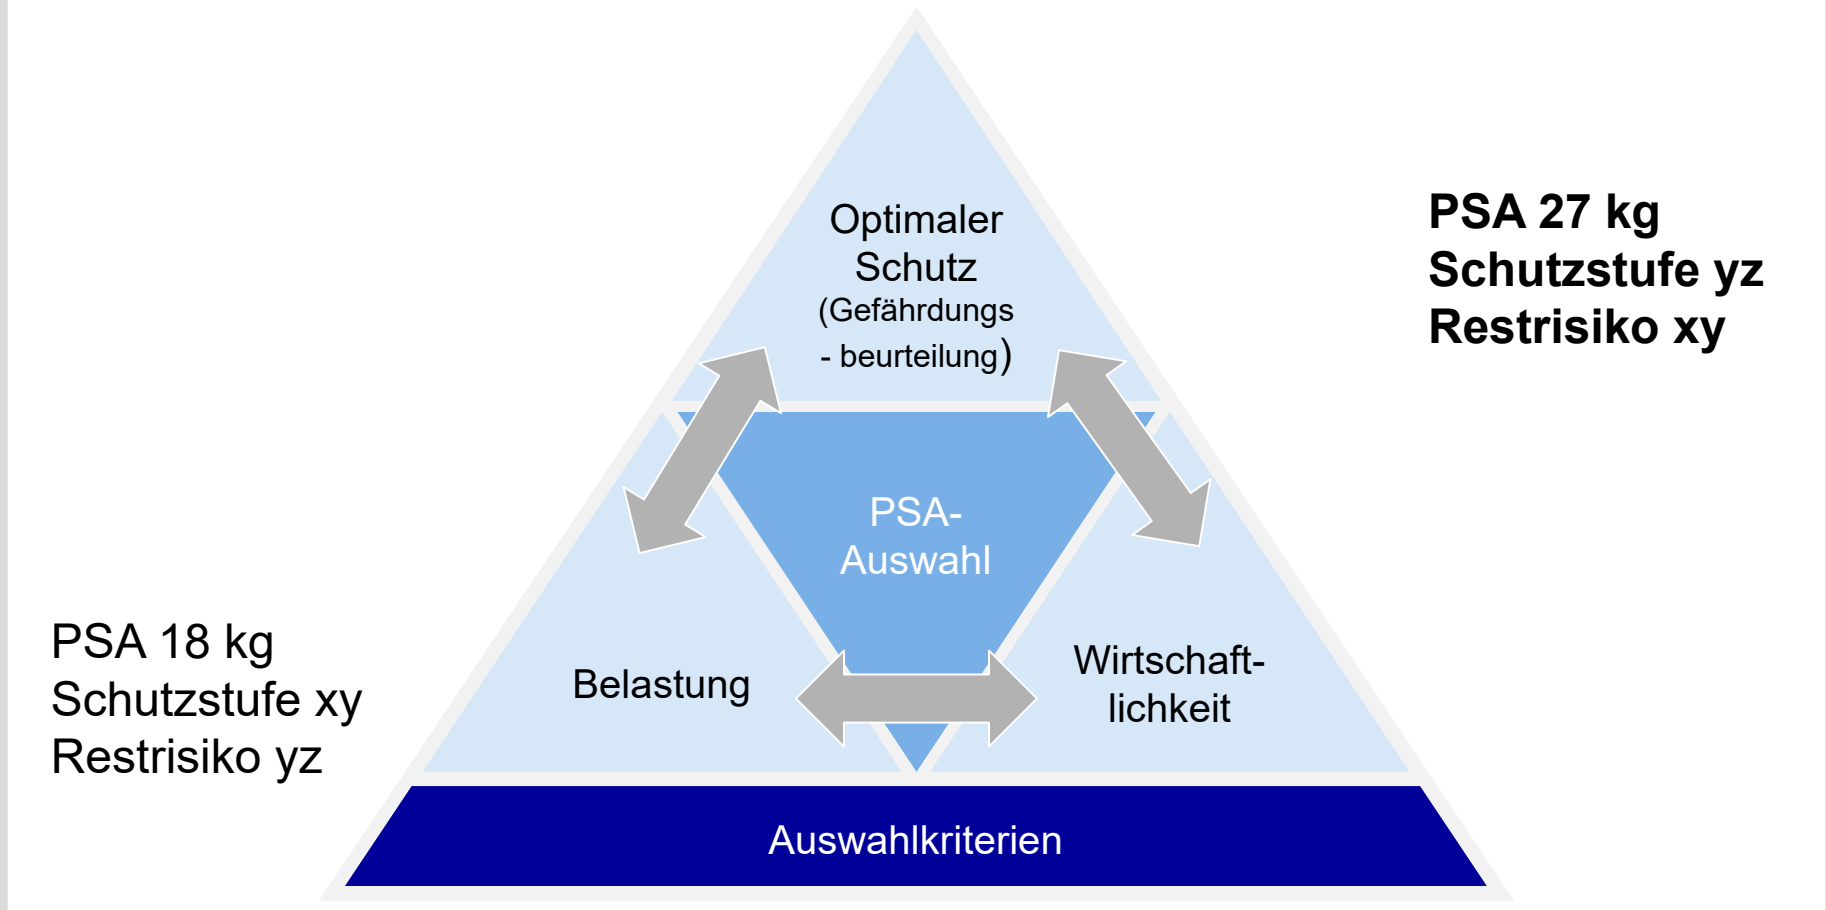 Optimaler
Schutz
(Gefährdungs
- beurteilung)
PSA 27 kg
Schutzstufe yz
Restrisiko xy
PSA-
Auswahl
PSA 18 kg
Schutzstufe xy
Restrisiko yz
Belastung
Wirtschaft-
lichkeit
Auswahlkriterien